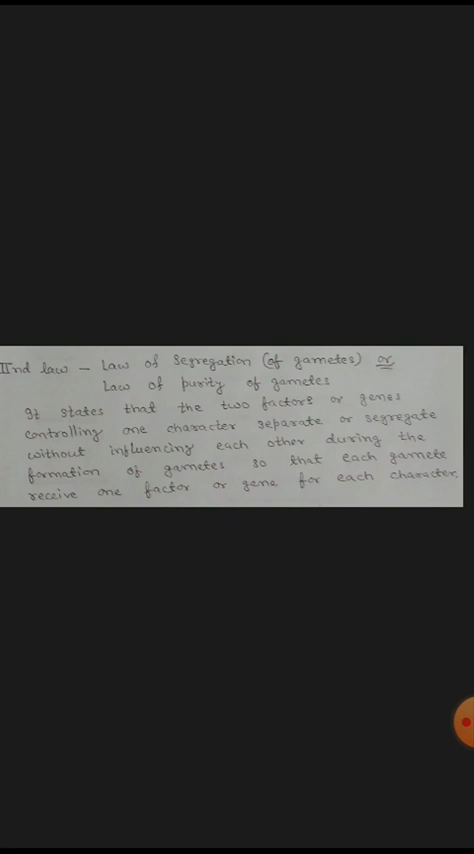 IInd law - Law of Segregation (of gametes) or
Law of purity of gametes
It states that the two factors or genes
controlling one character separate or segregate
without influencing each other during the
formation of gametes so that each gamete
receive one factor or gene for each character.